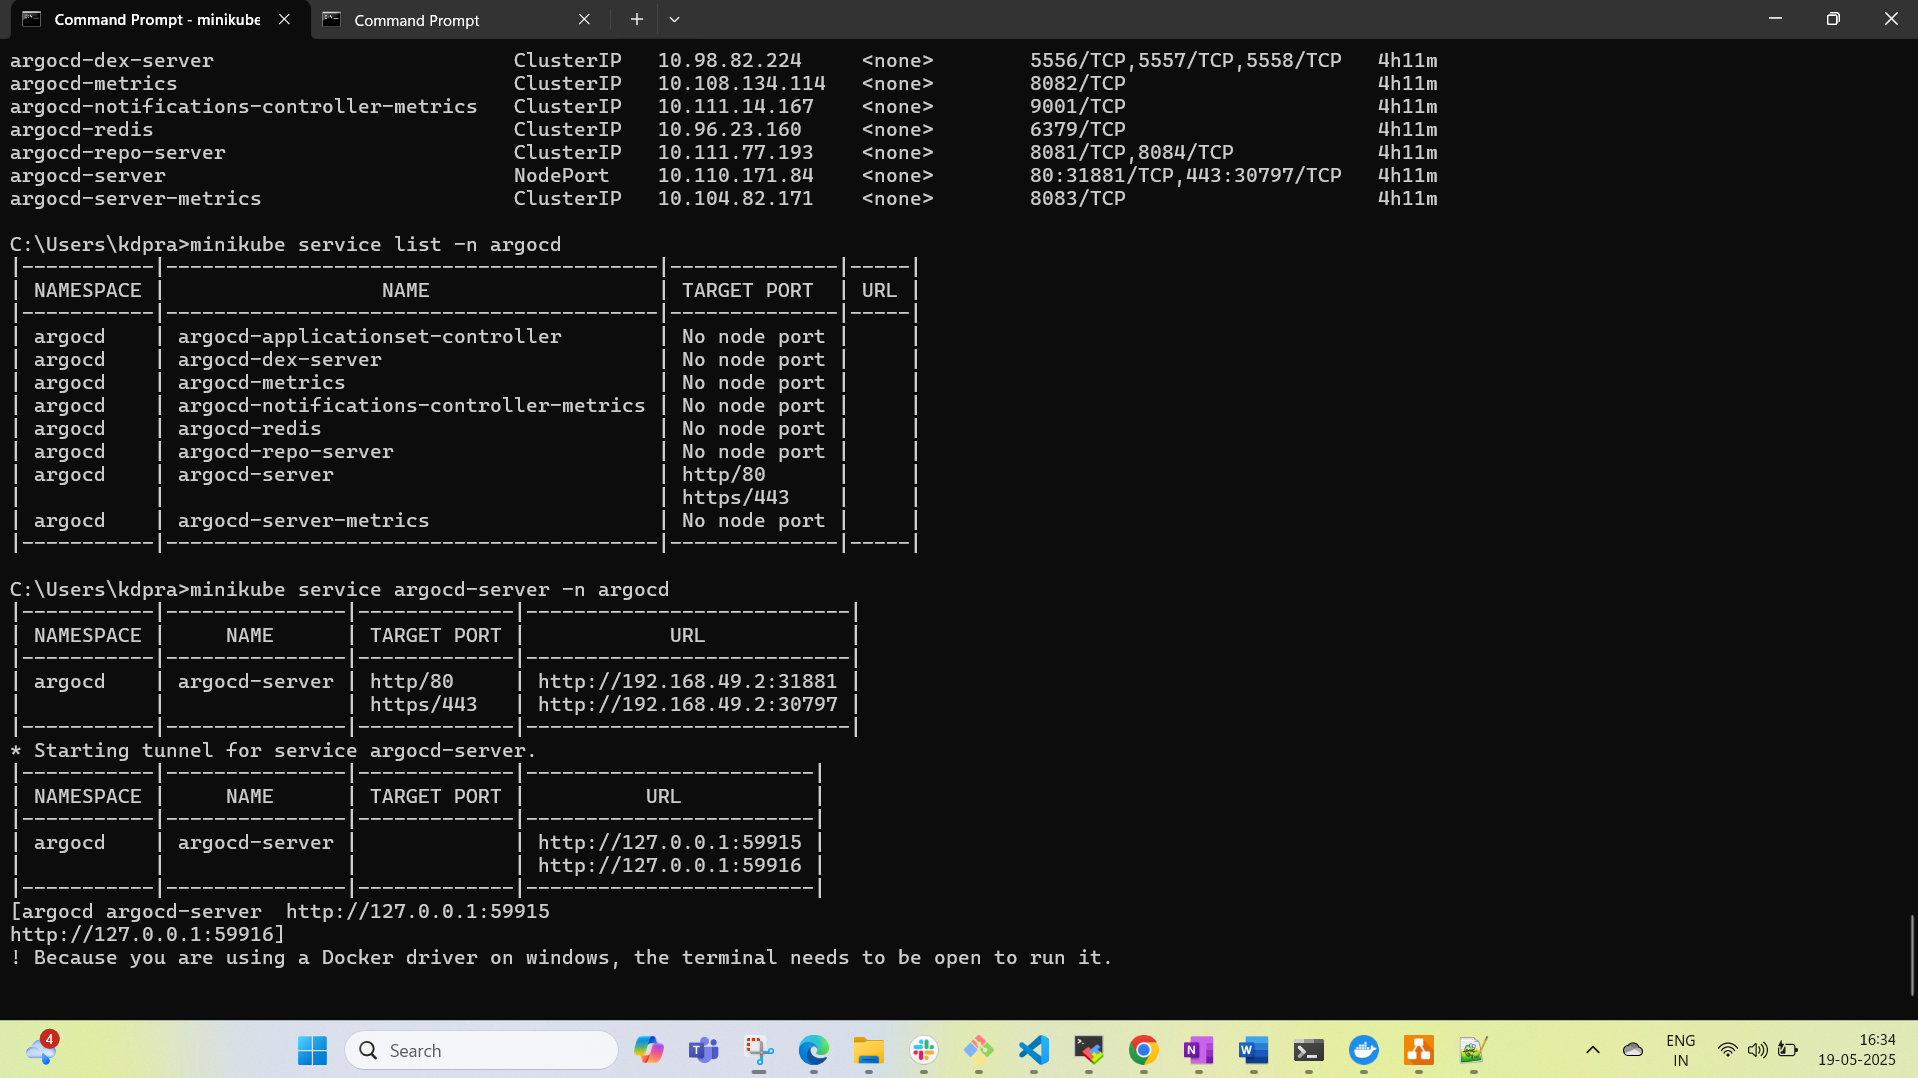 Command Prompt - minikube
Command Prompt
argocd-dex-server ClusterIP 10.98.82.224 <none> 5556/TCP,5557/TCP,5558/TCP 4h11m
argocd-metrics ClusterIP 10.108.134.114 <none> 8082/TCP 4h11m
argocd-notifications-controller-metrics ClusterIP 10.111.14.167 <none> 9001/TCP 4h11m
argocd-redis ClusterIP 10.96.23.160 <none> 6379/TCP 4h11m
argocd-repo-server ClusterIP 10.111.77.193 <none> 8081/TCP,8084/TCP 4h11m
argocd-server NodePort 10.110.171.84 <none> 80:31881/TCP,443:30797/TCP 4h11m
argocd-server-metrics ClusterIP 10.104.82.171 <none> 8083/TCP 4h11m
C:\Users\kdpra>minikube service list -n argocd
|-----------|-----------------------------------------|--------------|-----|
| NAMESPACE | NAME | TARGET PORT | URL |
|-----------|-----------------------------------------|--------------|-----|
| argocd | argocd-applicationset-controller | No node port | |
| argocd | argocd-dex-server | No node port | |
| argocd | argocd-metrics | No node port | |
| argocd | argocd-notifications-controller-metrics | No node port | |
| argocd | argocd-redis | No node port | |
| argocd | argocd-repo-server | No node port | |
| argocd | argocd-server | http/80 | |
| | | https/443 | |
| argocd | argocd-server-metrics | No node port | |
|-----------|-----------------------------------------|--------------|-----|
C:\Users\kdpra>minikube service argocd-server -n argocd
|-----------|---------------|-------------|---------------------------|
| NAMESPACE | NAME | TARGET PORT | URL |
|-----------|---------------|-------------|---------------------------|
| argocd | argocd-server | http/80 | http://192.168.49.2:31881 |
| | | https/443 | http://192.168.49.2:30797 |
|-----------|---------------|-------------|---------------------------|
* Starting tunnel for service argocd-server.
|-----------|---------------|-------------|------------------------|
| NAMESPACE | NAME | TARGET PORT | URL |
|-----------|---------------|-------------|------------------------|
| argocd | argocd-server | | http://127.0.0.1:59915 |
| | | | http://127.0.0.1:59916 |
|-----------|---------------|-------------|------------------------|
[argocd argocd-server http://127.0.0.1:59915
http://127.0.0.1:59916]
! Because you are using a Docker driver on windows, the terminal needs to be open to run it.
4
Search
ENG
IN
16:34
19-05-2025